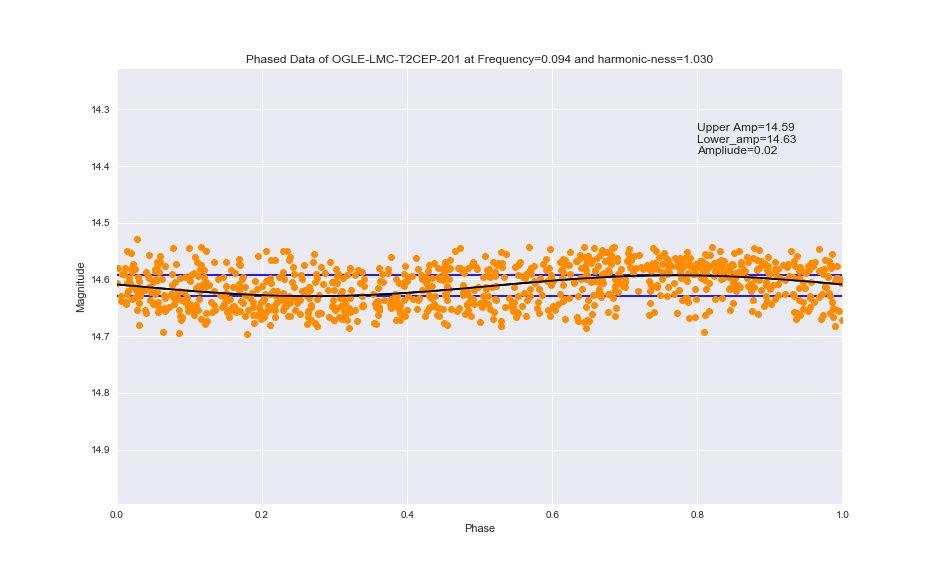 Phased Data of OGLE-LMC-T2CEP-201 at Frequency=0.094 and harmonic-ness=1.030
14.3
Upper Amp=14.59
Lower_amp=14.63
Ampliude=0.02
14.4
14.5
14.6
14.7
14.8
14.9
Magnitude
0.0
0.2
0.4
0.6
0.8
1.0
Phase